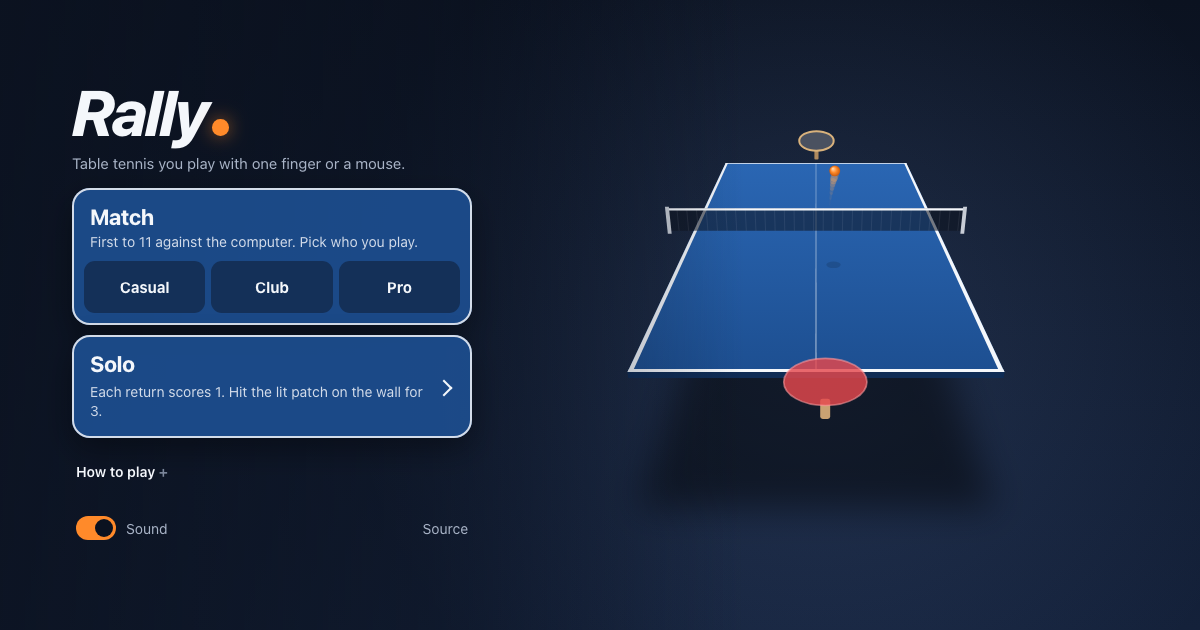 Rally
Table tennis you play with one finger or a mouse.
Match
First to 11 against the computer. Pick who you play.
Casual
Club
Pro
Solo
Each return scores 1. Hit the lit patch on the wall for
3.
How to play +
Sound
Source